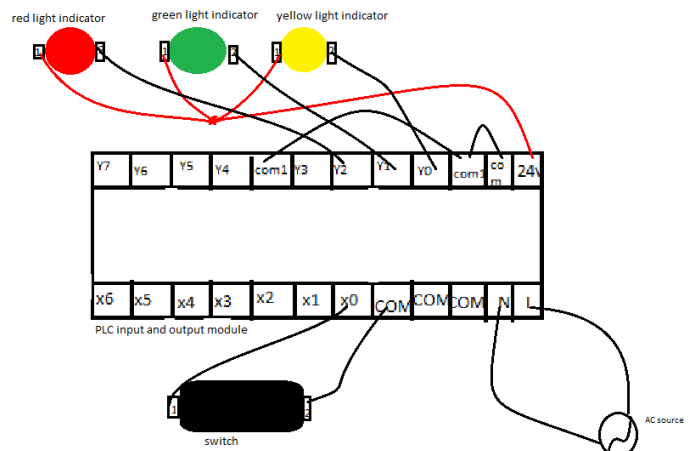 red light indicator
green light indicator
yellow light indicator
1 2
1 2
1 2
Y7 Y6 Y5 Y4 com1 Y3 Y2 Y1 Y0 com1 com 24v
x6 x5 x4 x3 x2 x1 x0 COM COM COM N L
PLC input and output module
1 2
switch
AC source